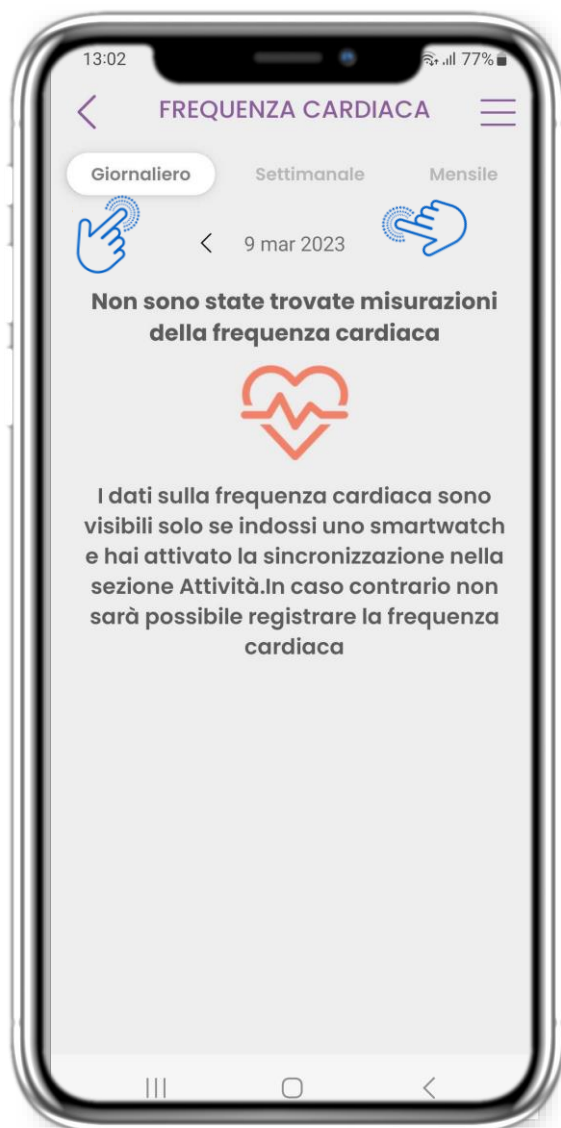 13:02
77%
FREQUENZA CARDIACA
Giornaliero Settimanale Mensile
9 mar 2023
Non sono state trovate misurazioni
della frequenza cardiaca
I dati sulla frequenza cardiaca sono
visibili solo se indossi uno smartwatch
e hai attivato la sincronizzazione nella
sezione Attività.In caso contrario non
sarà possibile registrare la frequenza
cardiaca